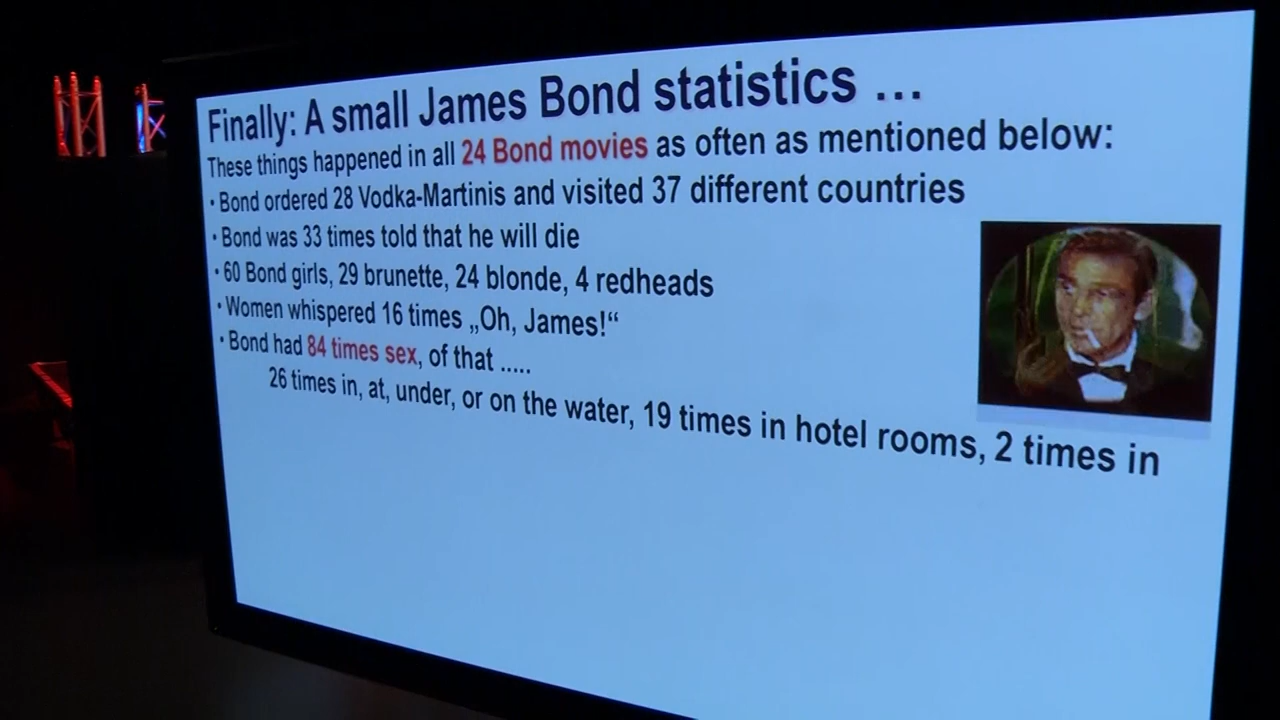 Finally: A small James Bond statistics ...
These things happened in all 24 Bond movies as often as mentioned below:
• Bond ordered 28 Vodka-Martinis and visited 37 different countries
• Bond was 33 times told that he will die
• 60 Bond girls, 29 brunette, 24 blonde, 4 redheads
• Women whispered 16 times „Oh, James!“
• Bond had 84 times sex, of that .....
26 times in, at, under, or on the water, 19 times in hotel rooms, 2 times in